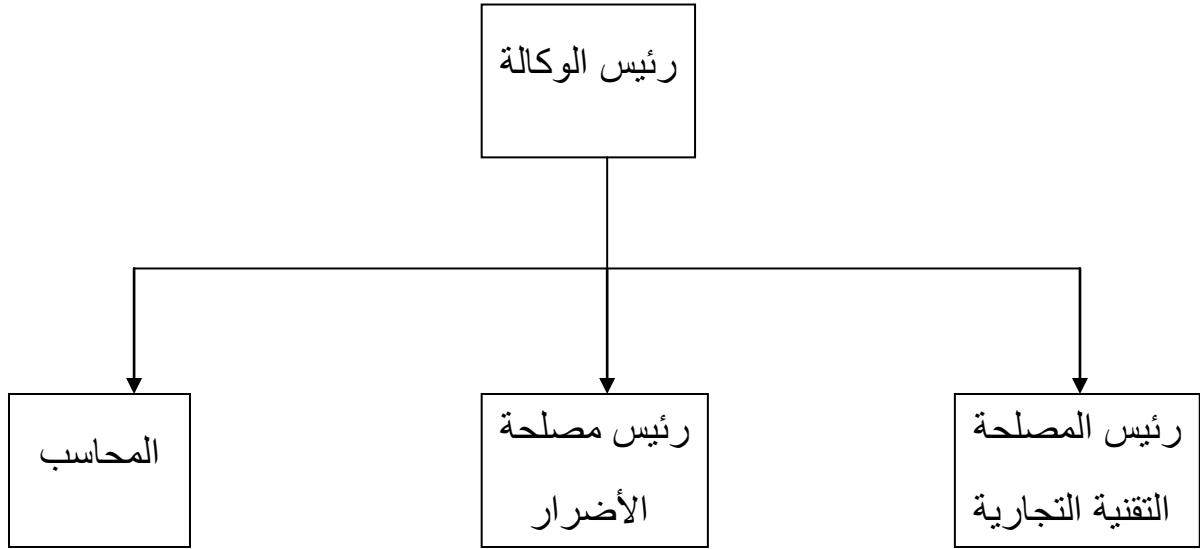 رئيس الوكالة
رئيس المصلحة
التقنية التجارية
رئيس مصلحة
الأضرار
المحاسب